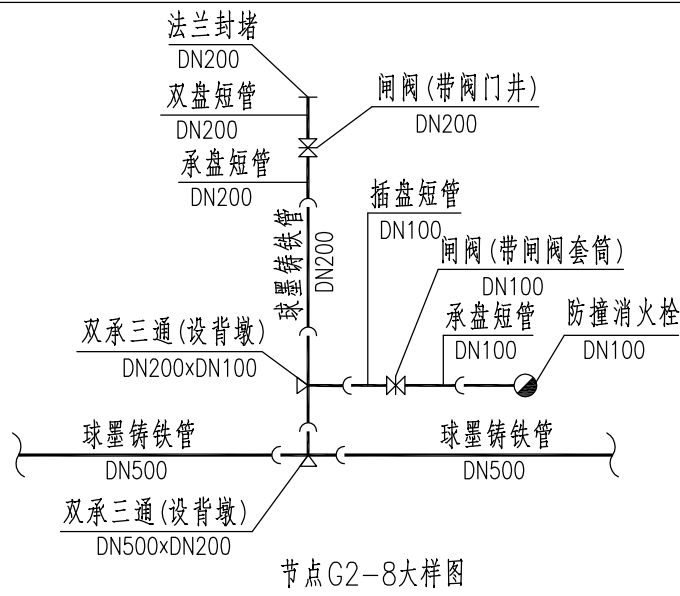 法兰封堵
DN200
双盘短管
DN200
闸阀(带阀门井)
DN200
承盘短管
DN200
插盘短管
DN100
球墨铸铁管
DN200
闸阀(带闸阀套筒)
DN100
双承三通(设背墩)
DN200×DN100
承盘短管
DN100
防撞消火栓
DN100
球墨铸铁管
DN500
球墨铸铁管
DN500
双承三通(设背墩)
DN500×DN200
节点G2-8大样图